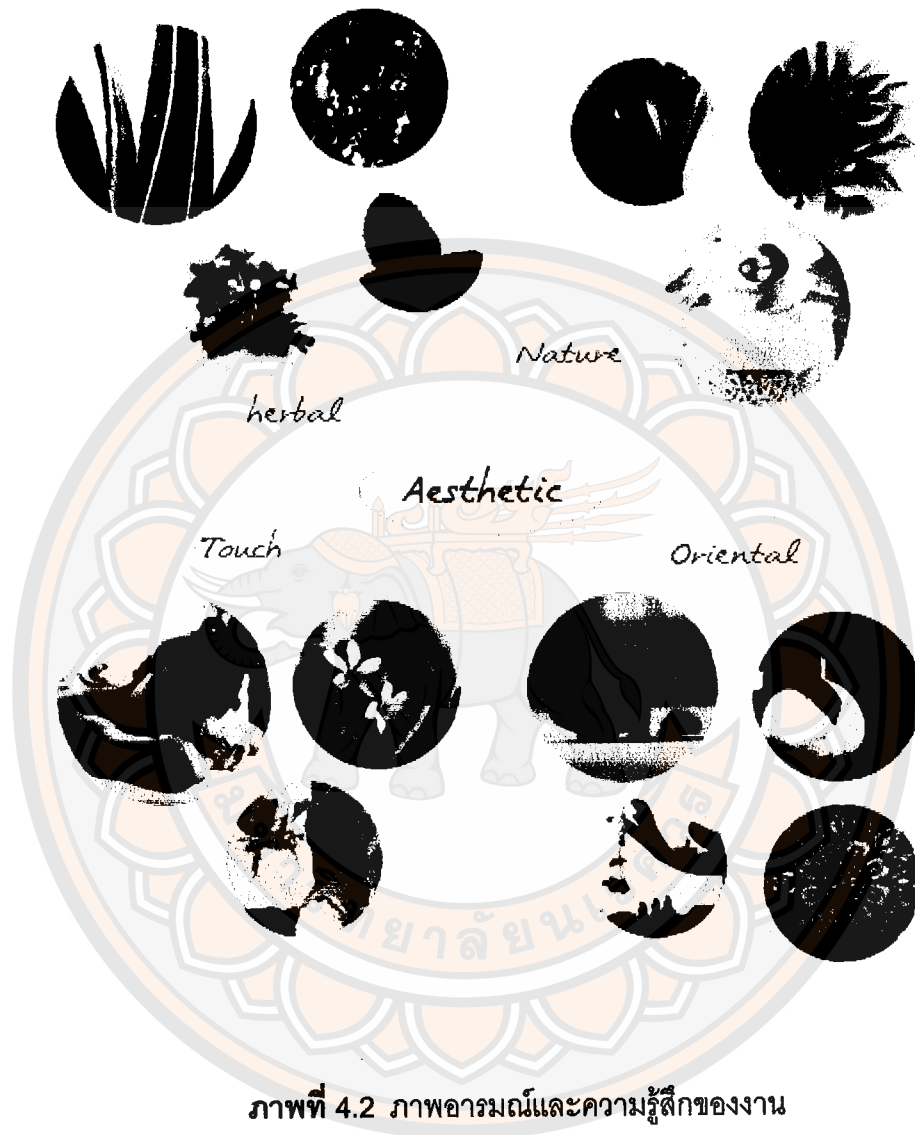 Nature
herbal
Aesthetic
Touch
Oriental
ภาพที่ 4.2 ภาพอารมณ์และความรู้สึกของงาน